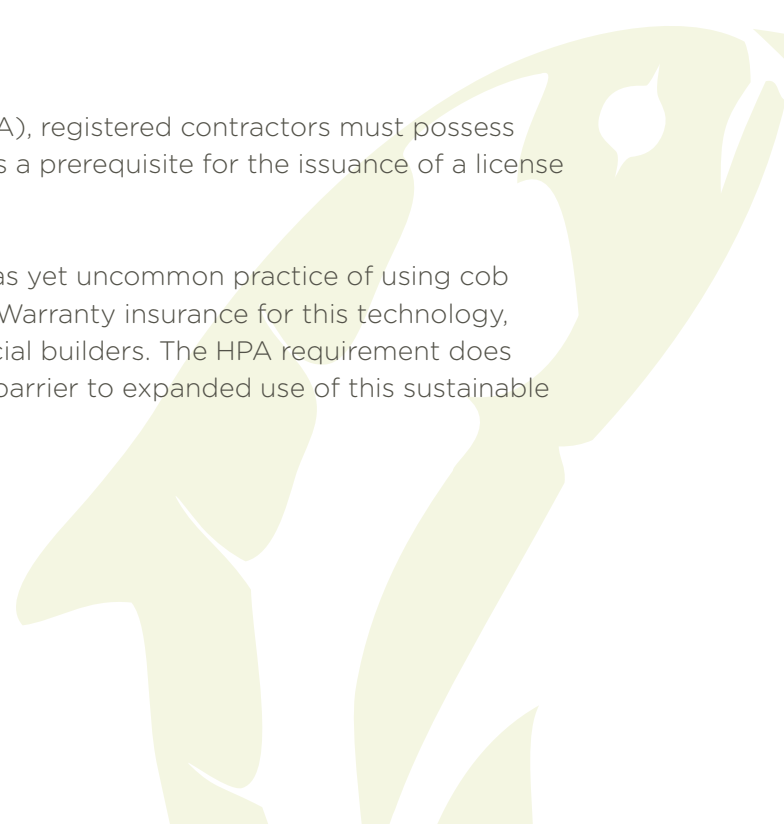 A), registered contractors must possess
s a prerequisite for the issuance of a license
as yet uncommon practice of using cob
Warranty insurance for this technology,
cial builders. The HPA requirement does
barrier to expanded use of this sustainable